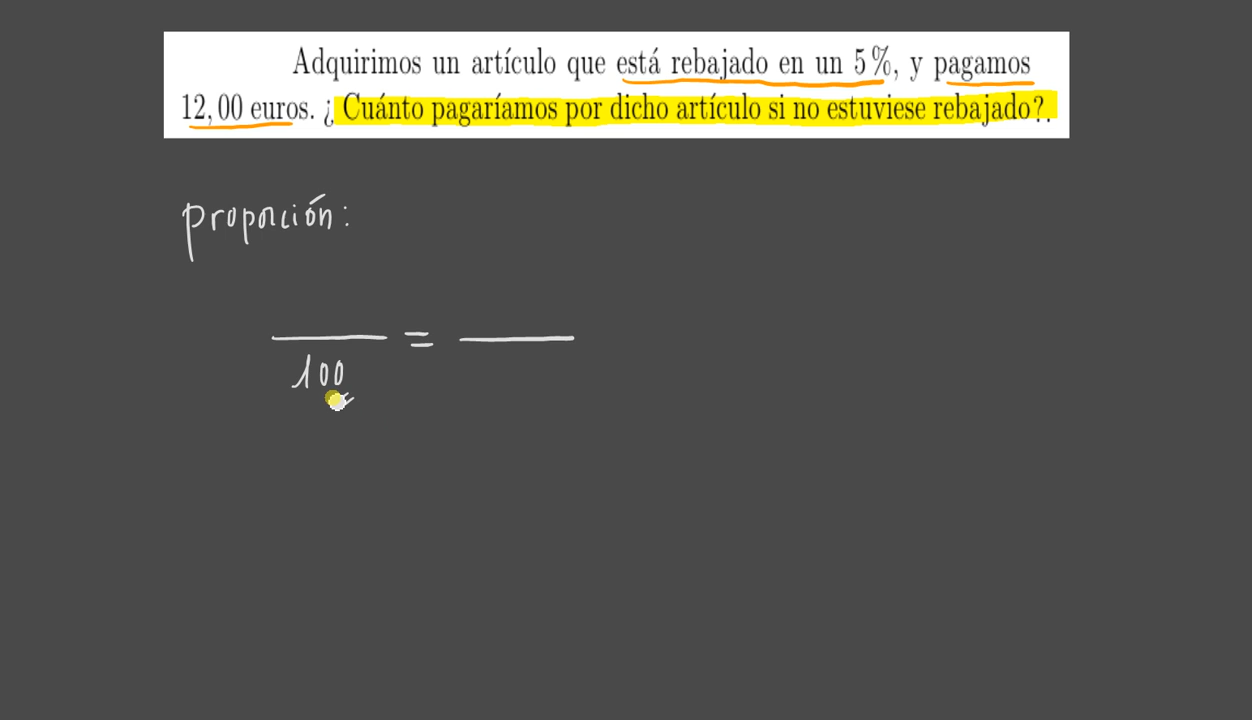 Adquirimos un artículo que está rebajado en un 5%, y pagamos
12,00 euros. ¿ Cuánto pagaríamos por dicho artículo si no estuviese rebajado?.
proporción:
=
100